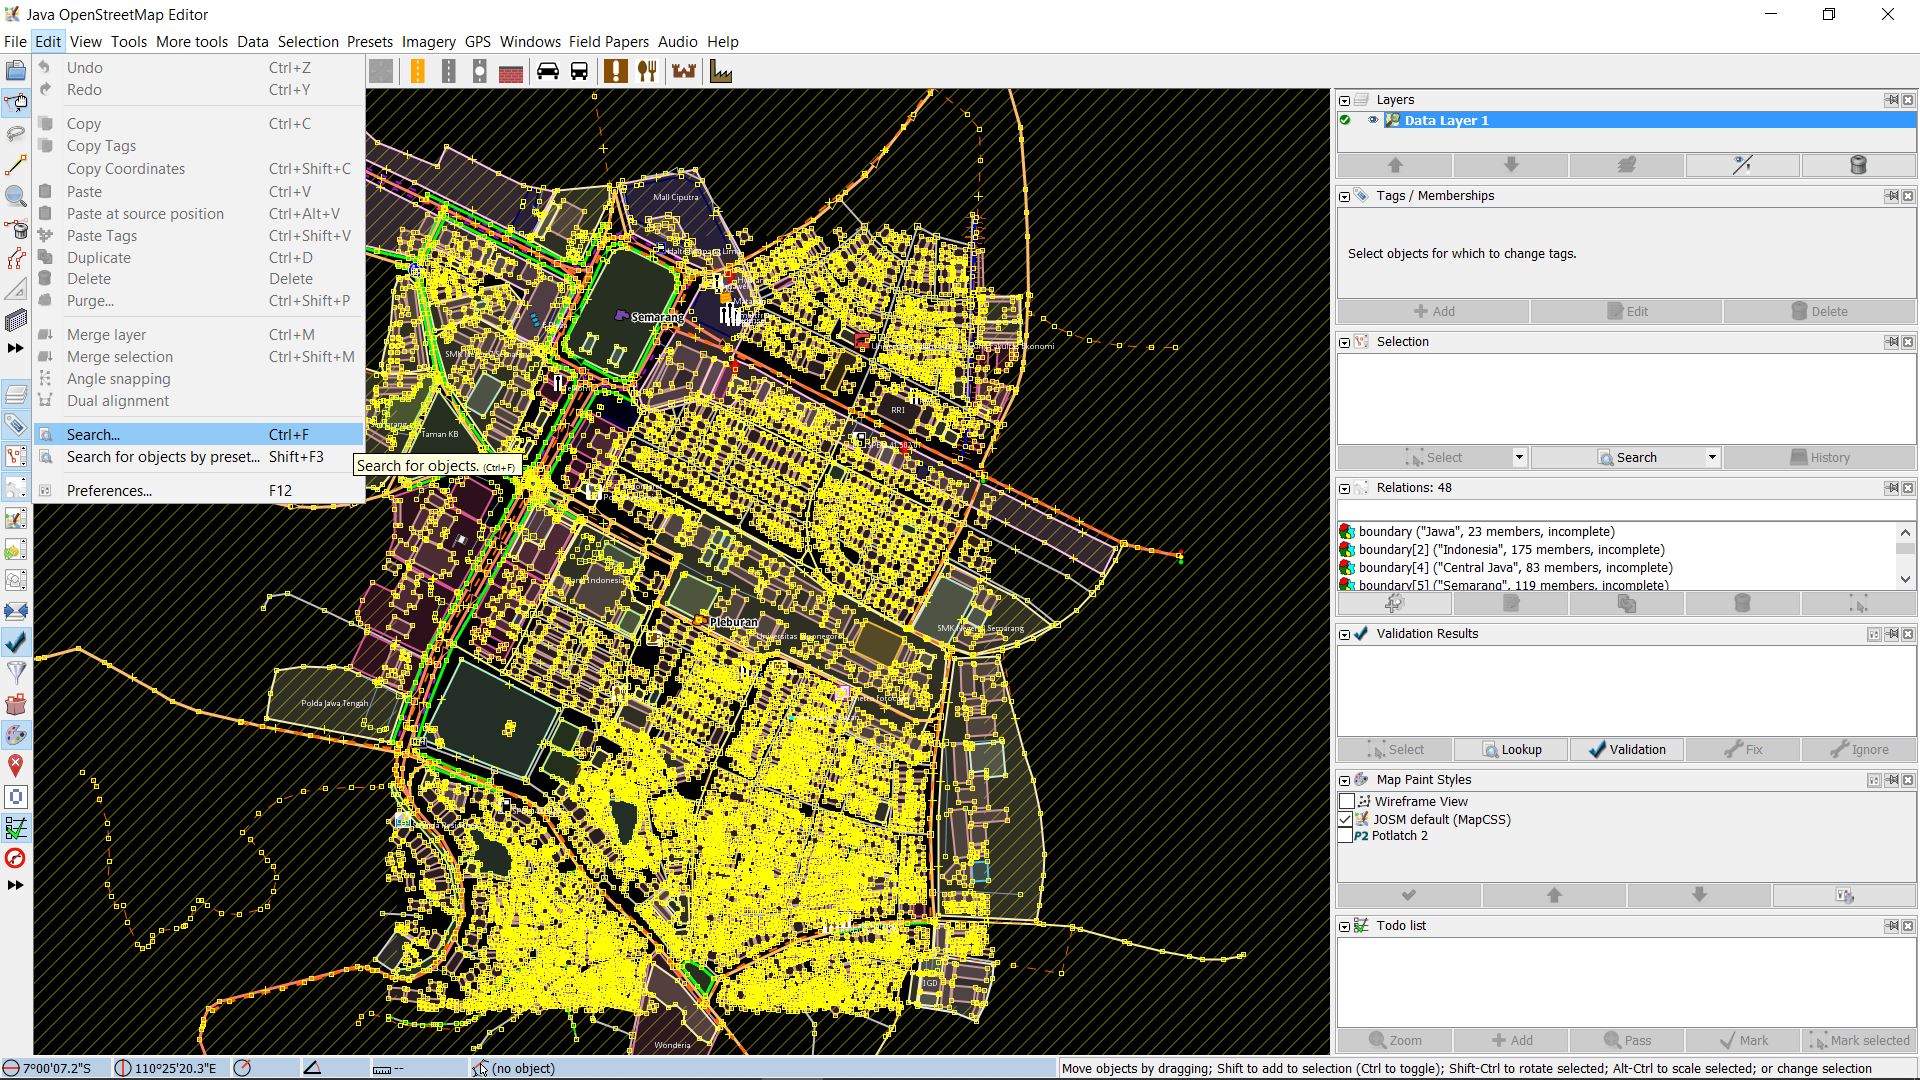 Java OpenStreetMap Editor
File Edit View Tools More tools Data Selection Presets Imagery GPS Windows Field Papers Audio Help
Undo Ctrl+Z
Redo Ctrl+Y
Copy Ctrl+C
Copy Tags
Copy Coordinates Ctrl+Shift+C
Paste Ctrl+V
Paste at source position Ctrl+Alt+V
Paste Tags Ctrl+Shift+V
Duplicate Ctrl+D
Delete Delete
Purge... Ctrl+Shift+P
Merge layer Ctrl+M
Merge selection Ctrl+Shift+M
Angle snapping
Dual alignment
Search... Ctrl+F
Search for objects by preset... Shift+F3
Preferences... F12
Search for objects. (Ctrl+F)
Mall Ciputra
Semarang
RRI
Taman KB
Pleburan
SMK Negeri Semarang
Polda Jawa Tengah
IGD
Wonderia
Layers
Data Layer 1
Tags / Memberships
Select objects for which to change tags.
Add Edit Delete
Selection
Select Search History
Relations: 48
boundary ("Jawa", 23 members, incomplete)
boundary[2] ("Indonesia", 175 members, incomplete)
boundary[4] ("Central Java", 83 members, incomplete)
boundary[5] ("Semarang", 119 members, incomplete)
Validation Results
Select Lookup Validation Fix Ignore
Map Paint Styles
Wireframe View
JOSM default (MapCSS)
P2 Potlatch 2
Todo list
Zoom Add Pass Mark Mark selected
7°00'07.2"S 110°25'20.3"E -- (no object) Move objects by dragging; Shift to add to selection (Ctrl to toggle); Shift-Ctrl to rotate selected; Alt-Ctrl to scale selected; or change selection